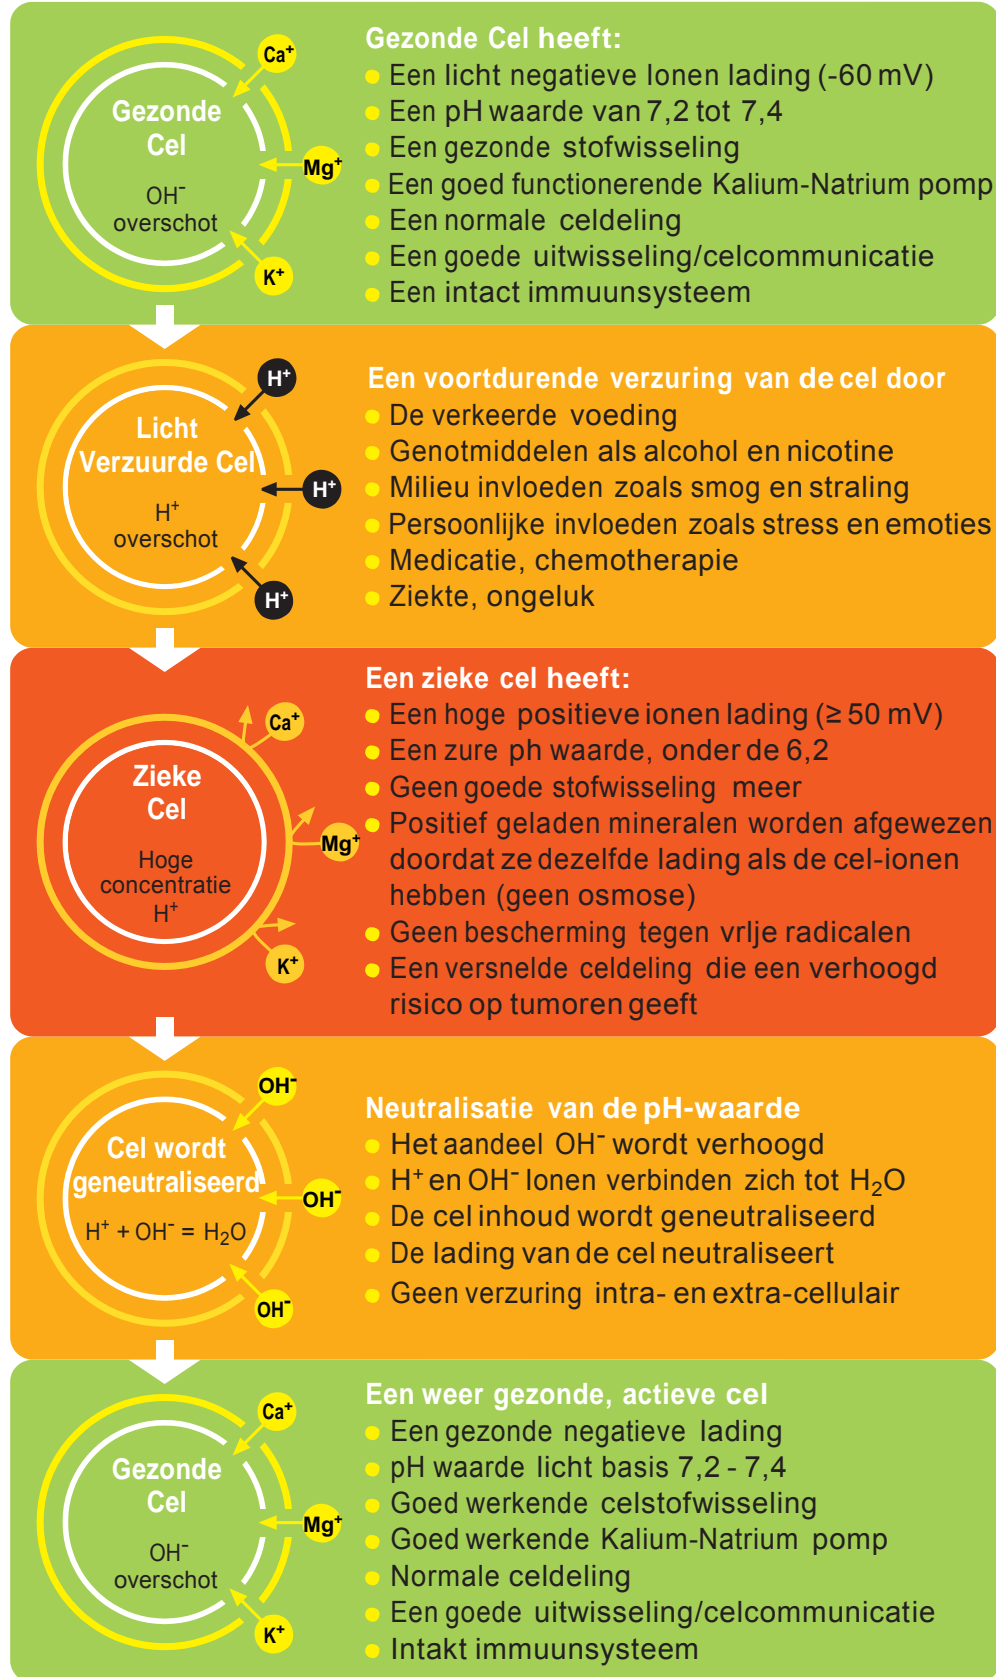 Gezonde Cel heeft:
Ca⁺
Gezonde
Cel
OH⁻
overschot
Mg⁺
K⁺
Een licht negatieve Ionen lading (-60 mV)
Een pH waarde van 7,2 tot 7,4
Een gezonde stofwisseling
Een goed functionerende Kalium-Natrium pomp
Een normale celdeling
Een goede uitwisseling/celcommunicatie
Een intact immuunsysteem
H⁺
Licht
Verzuurde Cel
H⁺
overschot
H⁺
H⁺
Een voortdurende verzuring van de cel door
De verkeerde voeding
Genotmiddelen als alcohol en nicotine
Milieu invloeden zoals smog en straling
Persoonlijke invloeden zoals stress en emoties
Medicatie, chemotherapie
Ziekte, ongeluk
Ca⁺
Zieke
Cel
Hoge
concentratie
H⁺
Mg⁺
K⁺
Een zieke cel heeft:
Een hoge positieve ionen lading (≥ 50 mV)
Een zure ph waarde, onder de 6,2
Geen goede stofwisseling meer
Positief geladen mineralen worden afgewezen
doordat ze dezelfde lading als de cel-ionen
hebben (geen osmose)
Geen bescherming tegen vrlje radicalen
Een versnelde celdeling die een verhoogd
risico op tumoren geeft
OH⁻
Cel wordt
geneutraliseerd
H⁺ + OH⁻ = H₂O
OH⁻
OH⁻
Neutralisatie van de pH-waarde
Het aandeel OH⁻ wordt verhoogd
H⁺ en OH⁻ Ionen verbinden zich tot H₂O
De cel inhoud wordt geneutraliseerd
De lading van de cel neutraliseert
Geen verzuring intra- en extra-cellulair
Ca⁺
Gezonde
Cel
OH⁻
overschot
Mg⁺
K⁺
Een weer gezonde, actieve cel
Een gezonde negatieve lading
pH waarde licht basis 7,2 - 7,4
Goed werkende celstofwisseling
Goed werkende Kalium-Natrium pomp
Normale celdeling
Een goede uitwisseling/celcommunicatie
Intakt immuunsysteem